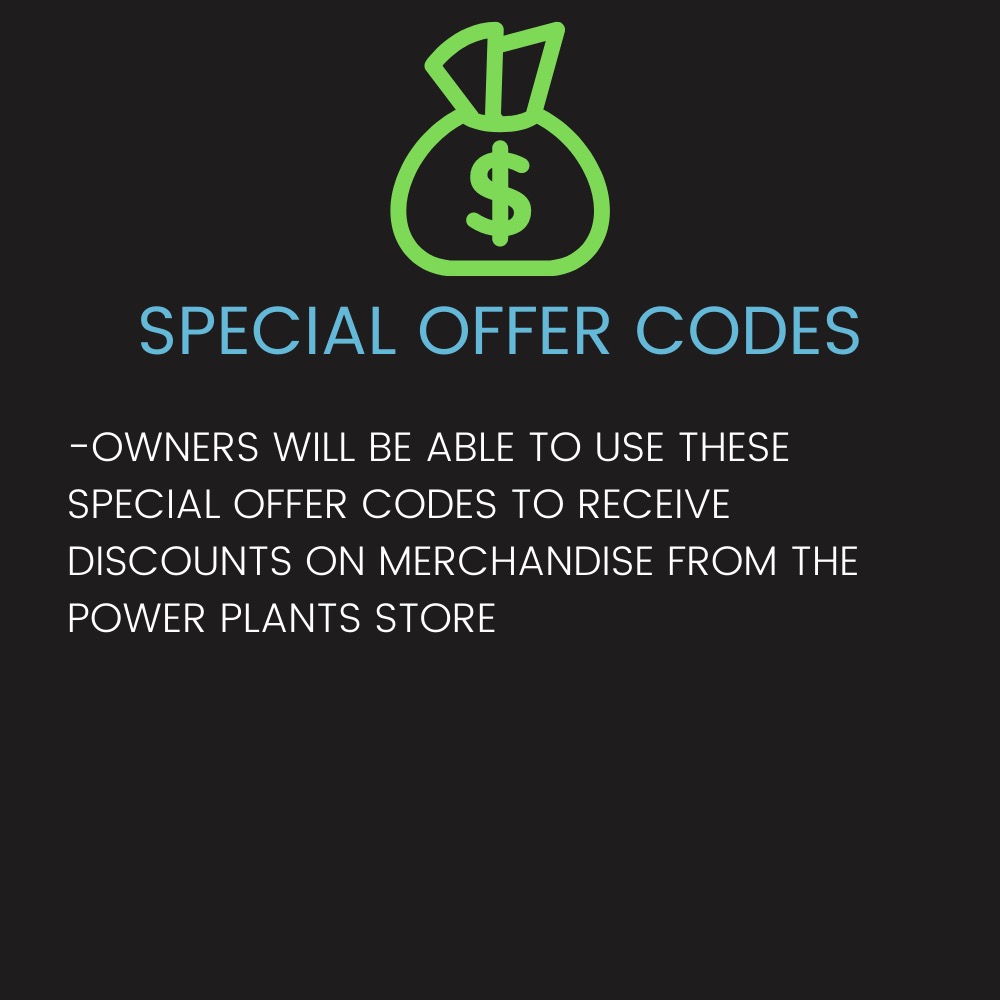 $
SPECIAL OFFER CODES
-OWNERS WILL BE ABLE TO USE THESE
SPECIAL OFFER CODES TO RECEIVE
DISCOUNTS ON MERCHANDISE FROM THE
POWER PLANTS STORE